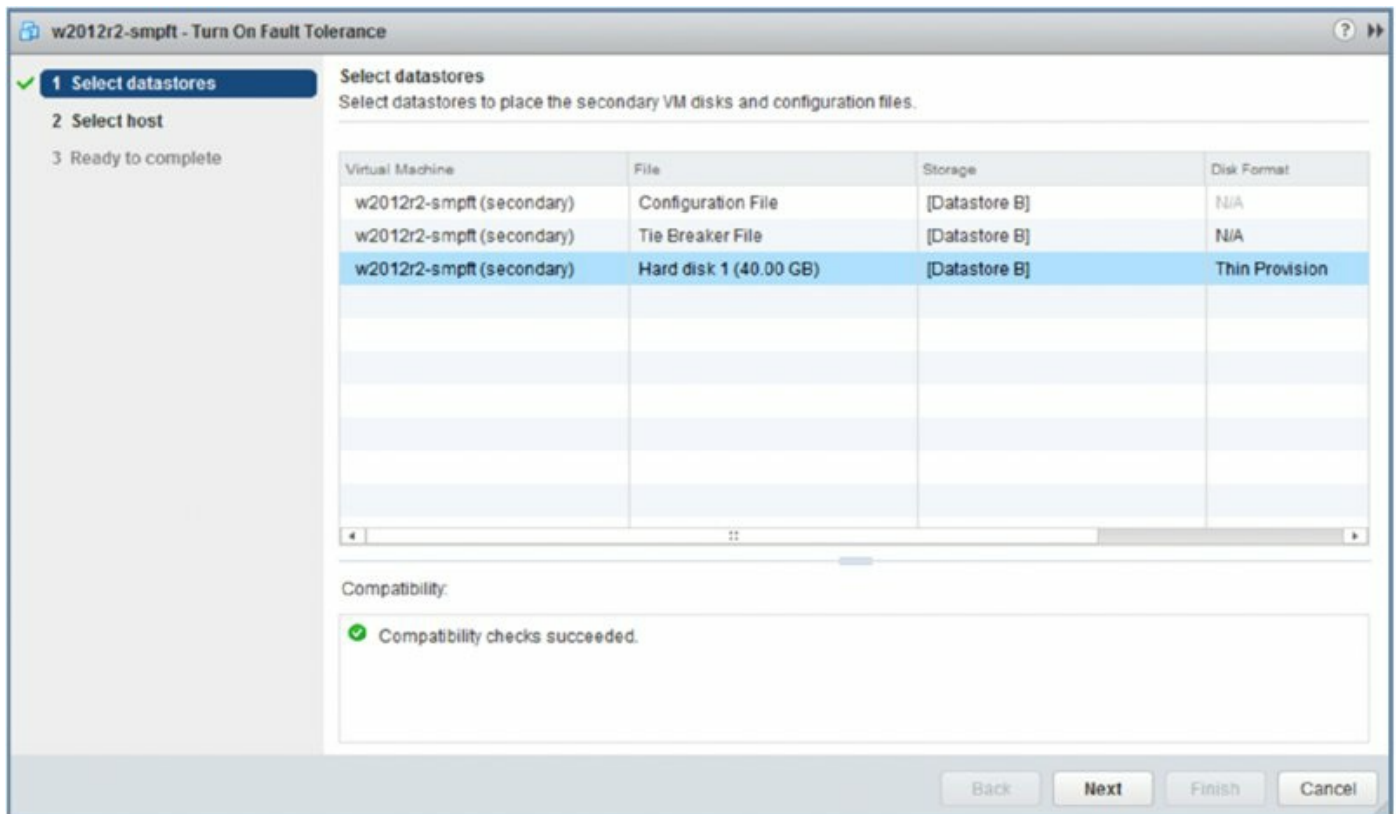 w2012r2-smpft - Turn On Fault Tolerance
1 Select datastores
2 Select host
3 Ready to complete
Select datastores
Select datastores to place the secondary VM disks and configuration files.
Virtual Machine File Storage Disk Format
w2012r2-smpft (secondary) Configuration File [Datastore B] N/A
w2012r2-smpft (secondary) Tie Breaker File [Datastore B] N/A
w2012r2-smpft (secondary) Hard disk 1 (40.00 GB) [Datastore B] Thin Provision
Compatibility:
Compatibility checks succeeded.
Back Next Finish Cancel